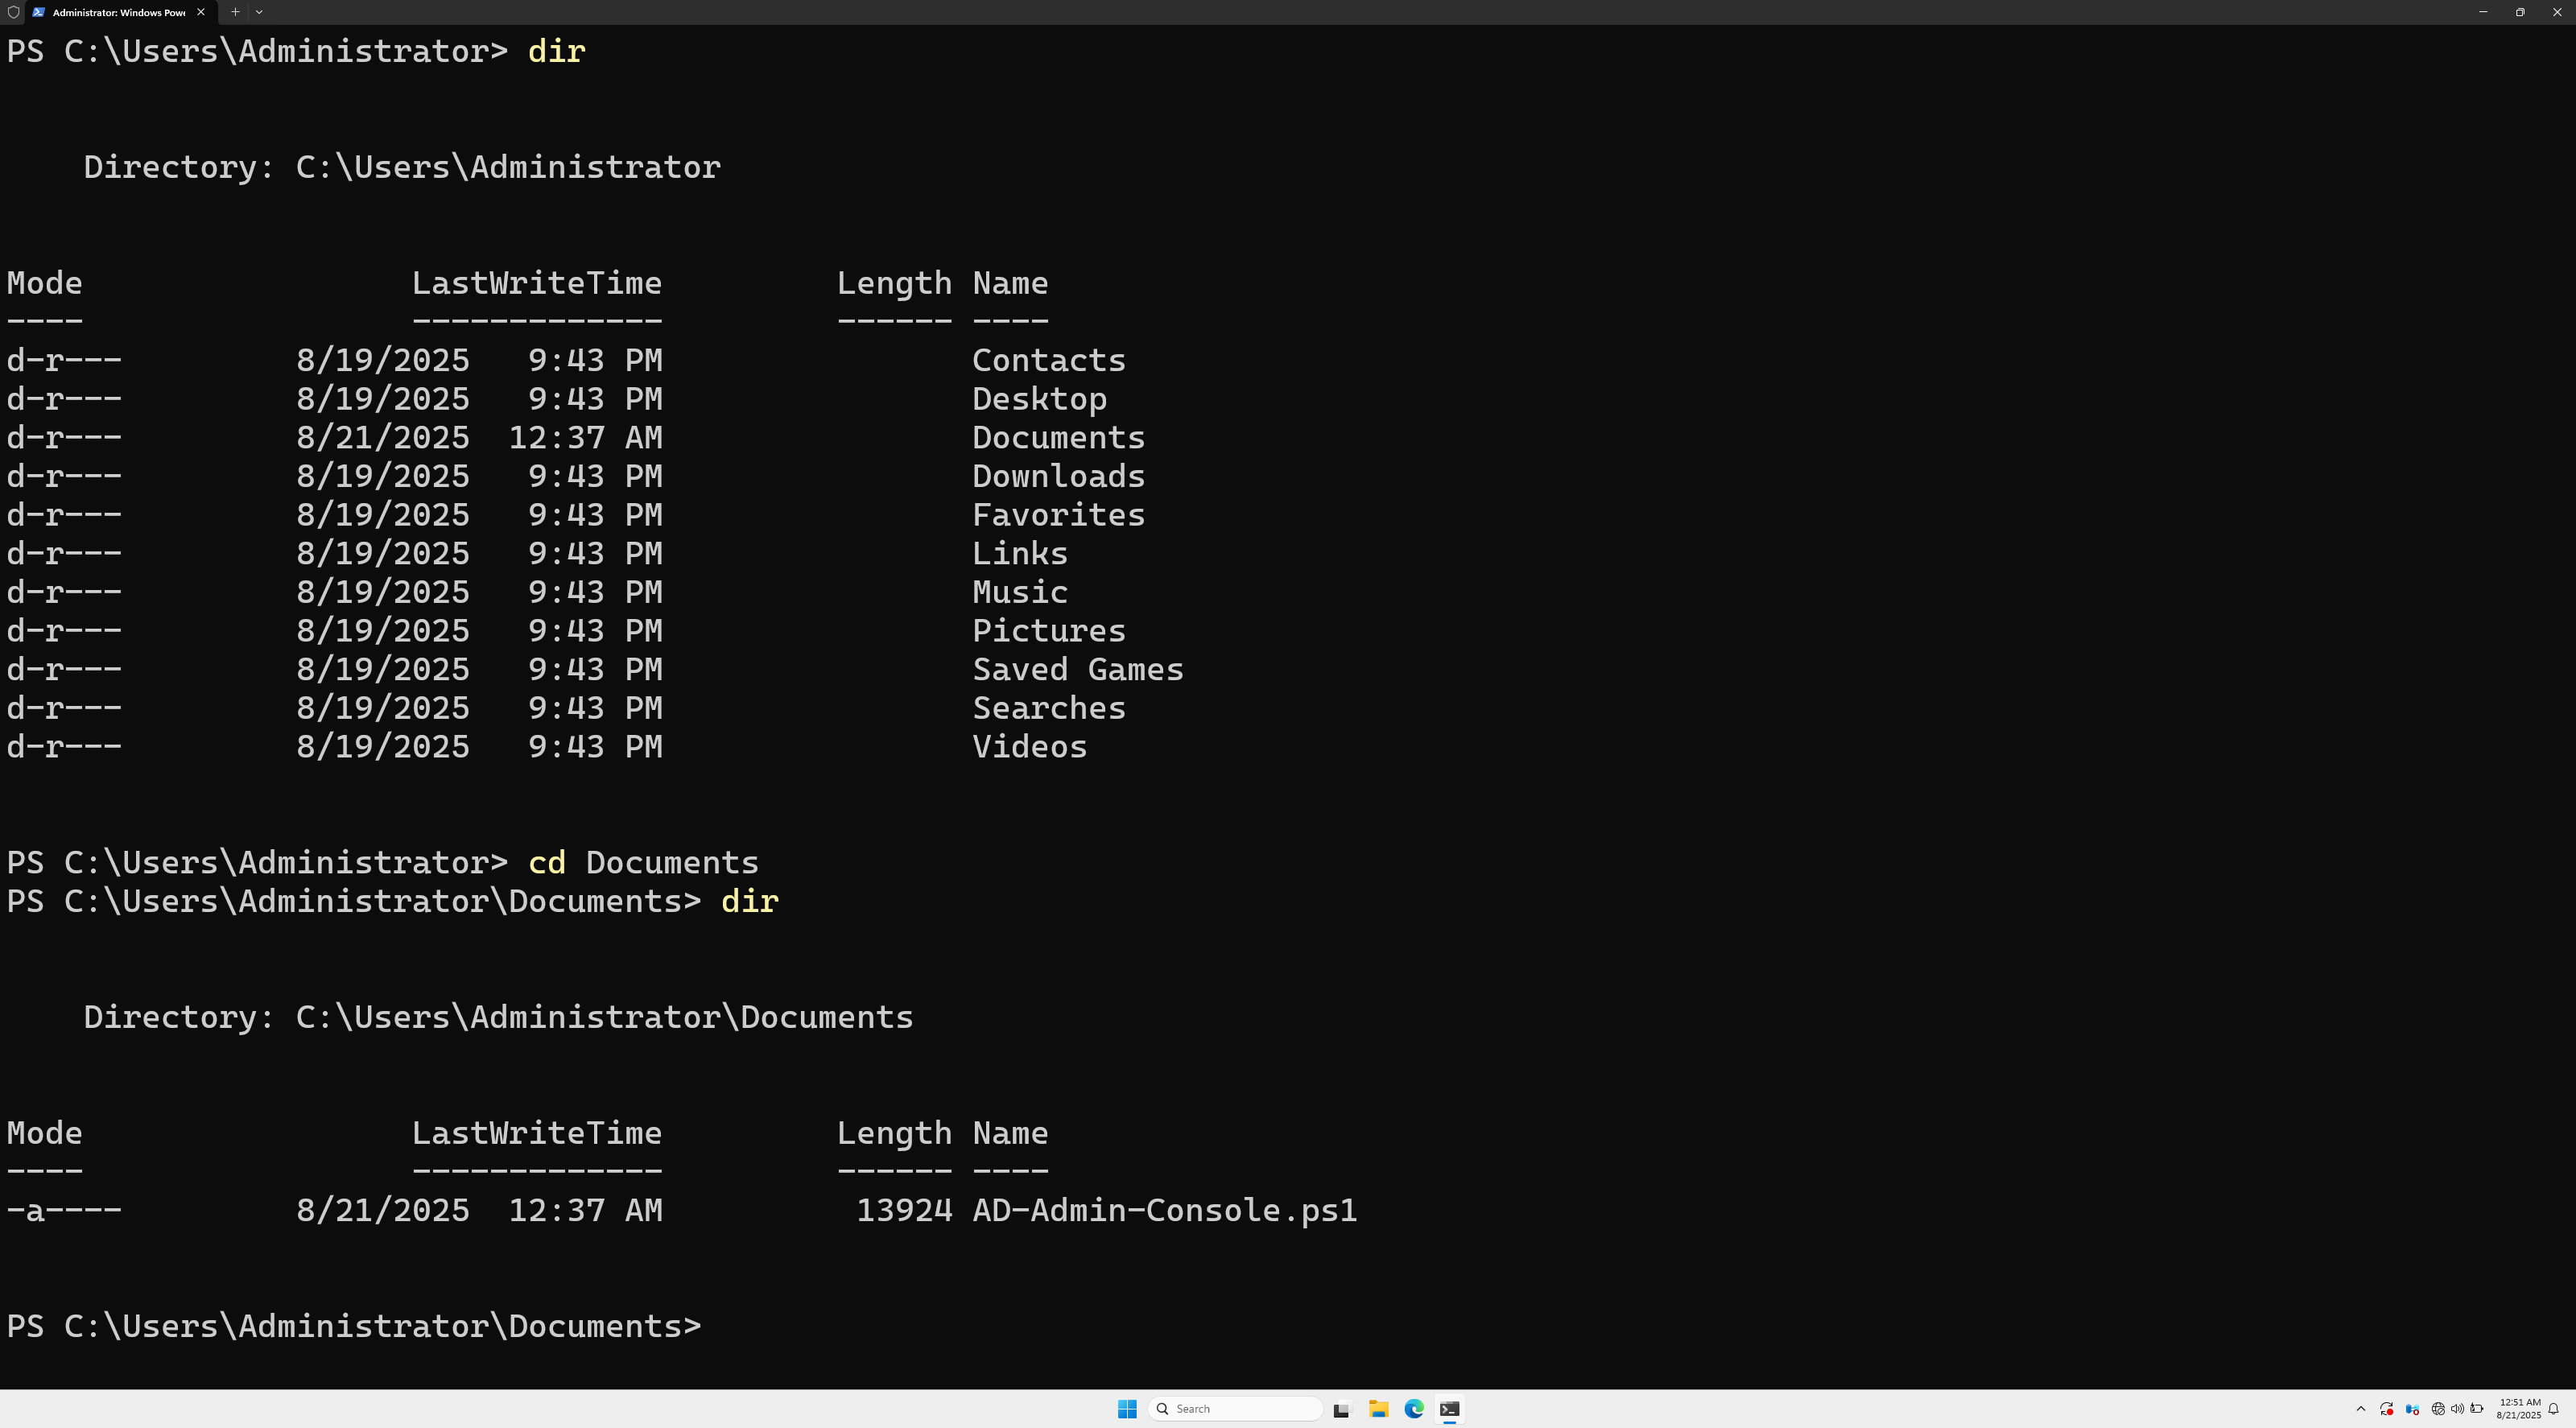 Administrator: Windows Powe
PS C:\Users\Administrator> dir
Directory: C:\Users\Administrator
Mode                 LastWriteTime         Length Name
----                 -------------         ------ ----
d-r---         8/19/2025   9:43 PM                Contacts
d-r---         8/19/2025   9:43 PM                Desktop
d-r---         8/21/2025  12:37 AM                Documents
d-r---         8/19/2025   9:43 PM                Downloads
d-r---         8/19/2025   9:43 PM                Favorites
d-r---         8/19/2025   9:43 PM                Links
d-r---         8/19/2025   9:43 PM                Music
d-r---         8/19/2025   9:43 PM                Pictures
d-r---         8/19/2025   9:43 PM                Saved Games
d-r---         8/19/2025   9:43 PM                Searches
d-r---         8/19/2025   9:43 PM                Videos
PS C:\Users\Administrator> cd Documents
PS C:\Users\Administrator\Documents> dir
Directory: C:\Users\Administrator\Documents
Mode                 LastWriteTime         Length Name
----                 -------------         ------ ----
-a----         8/21/2025  12:37 AM          13924 AD-Admin-Console.ps1
PS C:\Users\Administrator\Documents>
Search
12:51 AM
8/21/2025